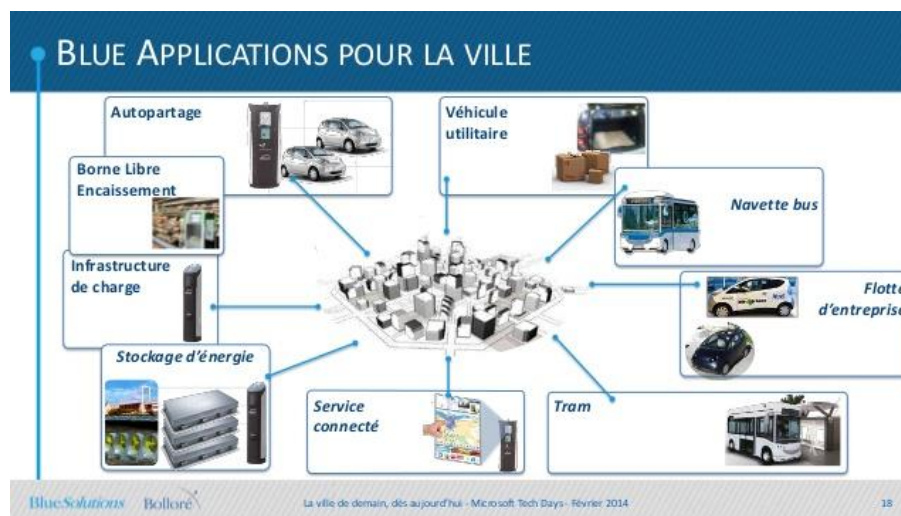 BLUE APPLICATIONS POUR LA VILLE
Autopartage
Véhicule
utilitaire
Borne Libre
Encaissement
Navette bus
Infrastructure
de charge
Flotte
d'entreprise
Stockage d'énergie
Service
connecté
Tram
BlueSolutions
Bolloré
La ville de demain, dès aujourd'hui - Microsoft Tech Days - Février 2014
18